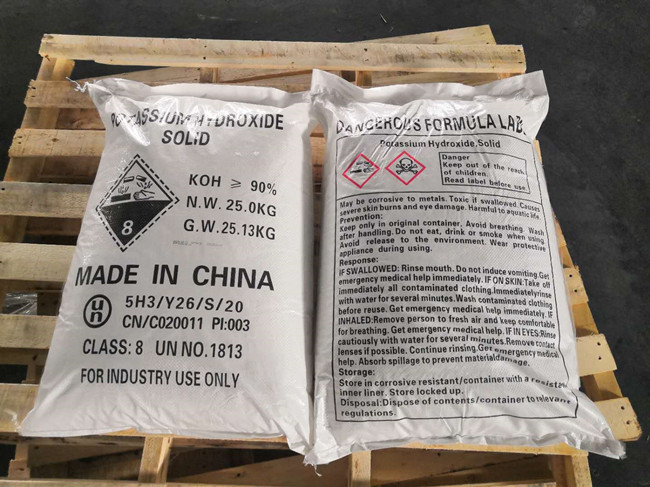 POTASSIUM HYDROXIDE
SOLID
KOH ≥ 90%
N.W. 25.0KG
G.W. 25.13KG
8
MADE IN CHINA
5H3/Y26/S/20
CN/C020011 PI:003
CLASS: 8 UN NO.1813
FOR INDUSTRY USE ONLY
DANGEROUS FORMULA LAB
Potassium Hydroxide,Solid
Danger
Keep out of the reach
of children.
Read label before use.
May be corrosive to metals. Toxic if swallowed. Causes
severe skin burns and eye damage. Harmful to aquatic life.
Prevention:
Keep only in original container. Avoid breathing. Wash
after handling. Do not eat, drink or smoke when using.
Avoid release to the environment. Wear protective
appliance during using.
Response:
IF SWALLOWED: Rinse mouth. Do not induce vomiting.Get
emergency medical help immediately. IF ON SKIN:Take off
immediately all contaminated clothing.Immediatelyrinse
with water for several minutes.Wash contaminated clothing
before reuse. Get emergency medical help immediately. IF
INHALED:Remove person to fresh air and keep comfortable
for breathing. Get emergency medical help. IF IN EYES:Rinse
cautiously with water for several minutes.Remove contact
lenses if possible. Continue rinsing.Get emergency medical
help. Absorb spillage to prevent material damage.
Storage:
Store in corrosive resistant/container with a resistant
inner liner. Store locked up.
Disposal:Dispose of contents/container to relevant
regulations.